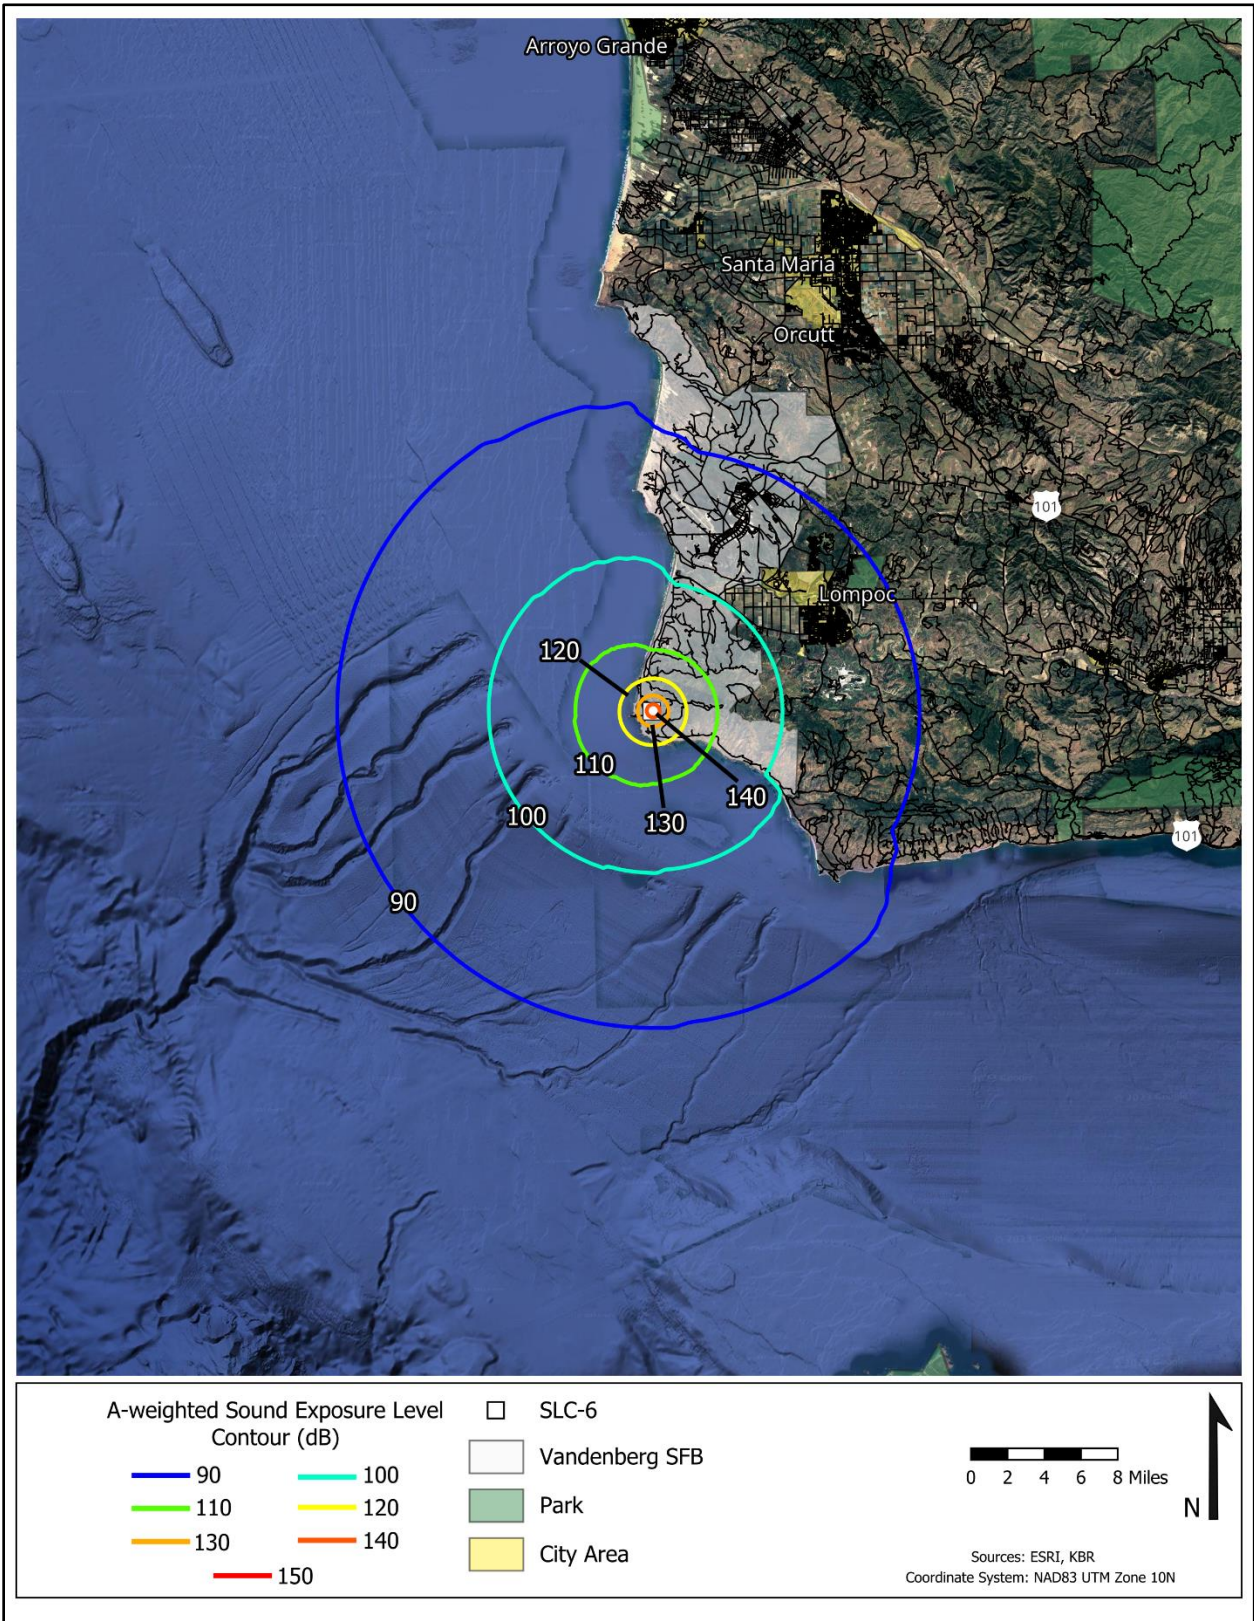 Arroyo Grande
Santa Maria
Orcutt
101
Lompoc
120
110
140
100
130
101
90
A-weighted Sound Exposure Level
Contour (dB)
90
100
110
120
130
140
150
SLC-6
Vandenberg SFB
Park
City Area
0 2 4 6 8 Miles
N
Sources: ESRI, KBR
Coordinate System: NAD83 UTM Zone 10N